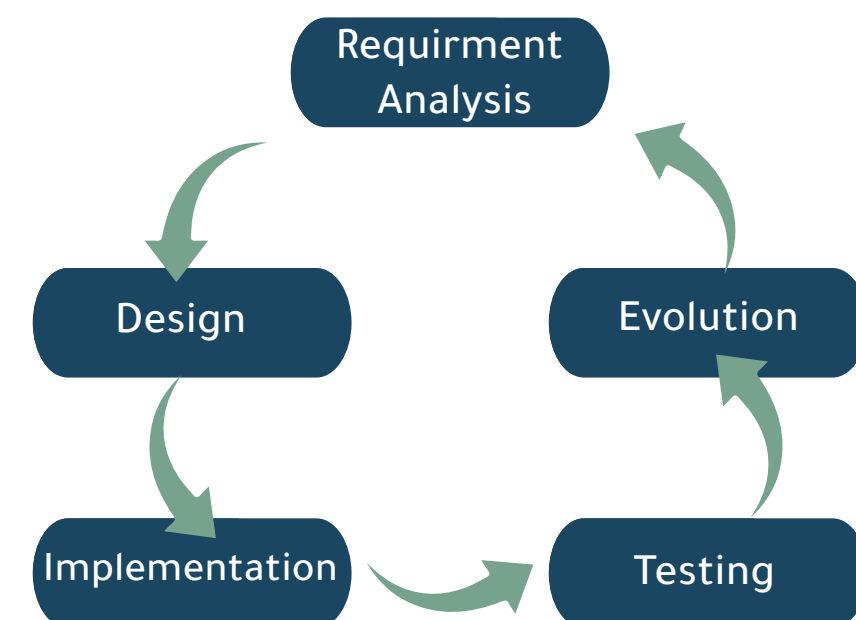 Requirment
Analysis
Design
Evolution
Implementation
Testing